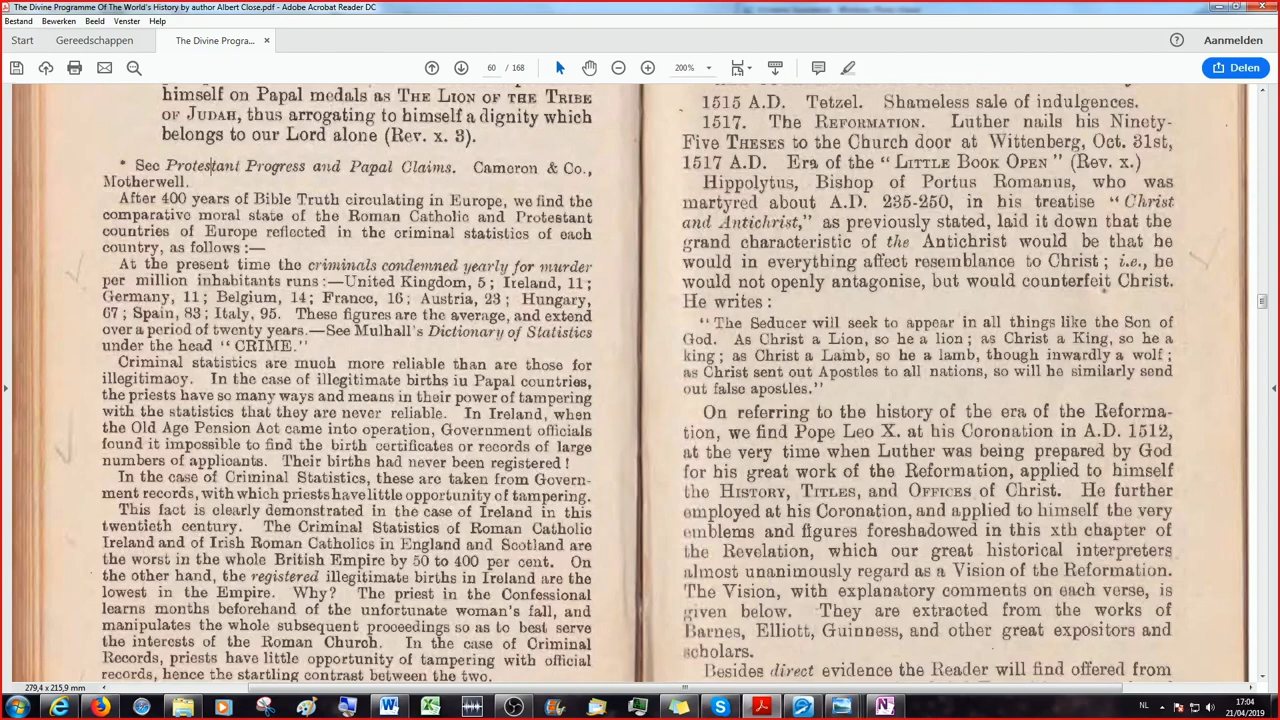 The Divine Programme Of The World's History by author Albert Close.pdf - Adobe Acrobat Reader DC
Bestand Bewerken Beeld Venster Help
Start Gereedschappen The Divine Progra... × Aanmelden
60 / 168 200% Delen
himself on Papal medals as THE LION OF THE TRIBE
OF JUDAH, thus arrogating to himself a dignity which
belongs to our Lord alone (Rev. x. 3).
* See Protestant Progress and Papal Claims. Cameron & Co.,
Motherwell.
After 400 years of Bible Truth circulating in Europe, we find the
comparative moral state of the Roman Catholic and Protestant
countries of Europe reflected in the criminal statistics of each
country, as follows:—
At the present time the criminals condemned yearly for murder
per million inhabitants runs:—United Kingdom, 5; Ireland, 11;
Germany, 11; Belgium, 14; France, 16; Austria, 23; Hungary,
67; Spain, 83; Italy, 95. These figures are the average, and extend
over a period of twenty years.—See Mulhall's Dictionary of Statistics
under the head "CRIME."
Criminal statistics are much more reliable than are those for
illegitimacy. In the case of illegitimate births in Papal countries,
the priests have so many ways and means in their power of tampering
with the statistics that they are never reliable. In Ireland, when
the Old Age Pension Act came into operation, Government officials
found it impossible to find the birth certificates or records of large
numbers of applicants. Their births had never been registered!
In the case of Criminal Statistics, these are taken from Govern-
ment records, with which priests have little opportunity of tampering.
This fact is clearly demonstrated in the case of Ireland in this
twentieth century. The Criminal Statistics of Roman Catholic
Ireland and of Irish Roman Catholics in England and Scotland are
the worst in the whole British Empire by 50 to 400 per cent. On
the other hand, the registered illegitimate births in Ireland are the
lowest in the Empire. Why? The priest in the Confessional
learns months beforehand of the unfortunate woman's fall, and
manipulates the whole subsequent proceedings so as to best serve
the interests of the Roman Church. In the case of Criminal
Records, priests have little opportunity of tampering with official
records, hence the startling contrast between the two.
1515 A.D. Tetzel. Shameless sale of indulgences.
1517. The REFORMATION. Luther nails his Ninety-
Five THESES to the Church door at Wittenberg, Oct. 31st,
1517 A.D. Era of the "LITTLE BOOK OPEN" (Rev. x.)
Hippolytus, Bishop of Portus Romanus, who was
martyred about A.D. 235-250, in his treatise "Christ
and Antichrist," as previously stated, laid it down that the
grand characteristic of the Antichrist would be that he
would in everything affect resemblance to Christ; i.e., he
would not openly antagonise, but would counterfeit Christ.
He writes:
"The Seducer will seek to appear in all things like the Son of
God. As Christ a Lion, so he a lion; as Christ a King, so he a
king; as Christ a Lamb, so he a lamb, though inwardly a wolf;
as Christ sent out Apostles to all nations, so will he similarly send
out false apostles."
On referring to the history of the era of the Reforma-
tion, we find Pope Leo X. at his Coronation in A.D. 1512,
at the very time when Luther was being prepared by God
for his great work of the Reformation, applied to himself
the HISTORY, TITLES, and OFFICES of Christ. He further
employed at his Coronation, and applied to himself the very
emblems and figures foreshadowed in this xth chapter of
the Revelation, which our great historical interpreters
almost unanimously regard as a Vision of the Reformation.
The Vision, with explanatory comments on each verse, is
given below. They are extracted from the works of
Barnes, Elliott, Guinness, and other great expositors and
scholars.
Besides direct evidence the Reader will find offered from
279,4 x 215,9 mm
17:04
21/04/2019